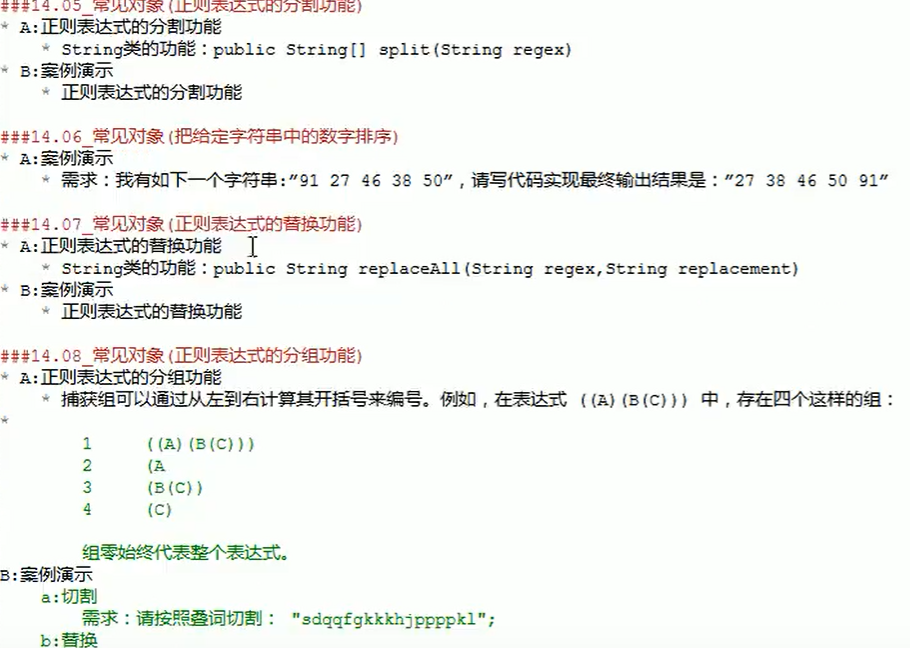 ###14.05_常见对象(正则表达式的分割功能)
* A:正则表达式的分割功能
* String类的功能：public String[] split(String regex)
* B:案例演示
* 正则表达式的分割功能
###14.06_常见对象(把给定字符串中的数字排序)
* A:案例演示
* 需求：我有如下一个字符串:”91 27 46 38 50”，请写代码实现最终输出结果是：”27 38 46 50 91”
###14.07_常见对象(正则表达式的替换功能)
* A:正则表达式的替换功能
* String类的功能：public String replaceAll(String regex,String replacement)
* B:案例演示
* 正则表达式的替换功能
###14.08_常见对象(正则表达式的分组功能)
* A:正则表达式的分组功能
* 捕获组可以通过从左到右计算其开括号来编号。例如，在表达式 ((A)(B(C))) 中，存在四个这样的组：
*
1 ((A)(B(C)))
2 (A
3 (B(C))
4 (C)
组零始终代表整个表达式。
B:案例演示
a:切割
需求：请按照叠词切割： "sdqqfgkkkhjppppkl";
b:替换